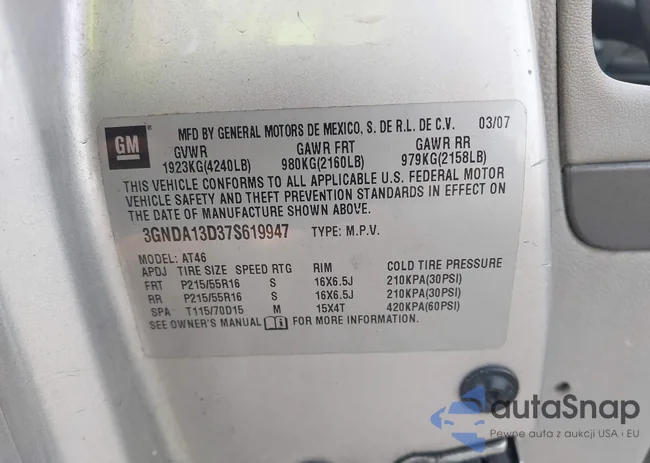 GM
MFD BY GENERAL MOTORS DE MEXICO, S. DE R.L. DE C.V. 03/07
GVWR GAWR FRT GAWR RR
1923KG(4240LB) 980KG(2160LB) 979KG(2158LB)
THIS VEHICLE CONFORMS TO ALL APPLICABLE U.S. FEDERAL MOTOR
VEHICLE SAFETY AND THEFT PREVENTION STANDARDS IN EFFECT ON
THE DATE OF MANUFACTURE SHOWN ABOVE.
3GNDA13D37S619947 TYPE: M.P.V.
MODEL: AT46
APDJ TIRE SIZE SPEED RTG RIM COLD TIRE PRESSURE
FRT P215/55R16 S 16X6.5J 210KPA(30PSI)
RR P215/55R16 S 16X6.5J 210KPA(30PSI)
SPA T115/70D15 M 15X4T 420KPA(60PSI)
SEE OWNER'S MANUAL FOR MORE INFORMATION.
autaSnap
Pewne auta z aukcji USA i EU